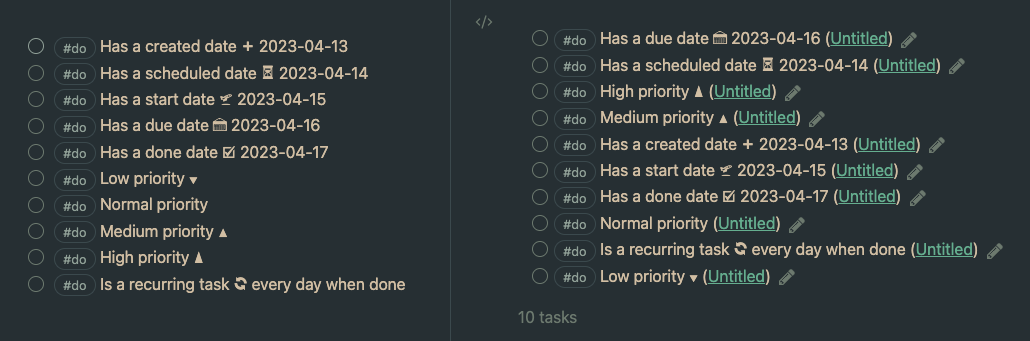 #do Has a created date ➕ 2023-04-13
#do Has a scheduled date ⏳ 2023-04-14
#do Has a start date 🛫 2023-04-15
#do Has a due date 📅 2023-04-16
#do Has a done date ✅ 2023-04-17
#do Low priority 🔽
#do Normal priority
#do Medium priority 🔼
#do High priority ⏫
#do Is a recurring task 🔁 every day when done
</>
#do Has a due date 📅 2023-04-16 (Untitled)
#do Has a scheduled date ⏳ 2023-04-14 (Untitled)
#do High priority ⏫ (Untitled)
#do Medium priority 🔼 (Untitled)
#do Has a created date ➕ 2023-04-13 (Untitled)
#do Has a start date 🛫 2023-04-15 (Untitled)
#do Has a done date ✅ 2023-04-17 (Untitled)
#do Normal priority (Untitled)
#do Is a recurring task 🔁 every day when done (Untitled)
#do Low priority 🔽 (Untitled)
10 tasks